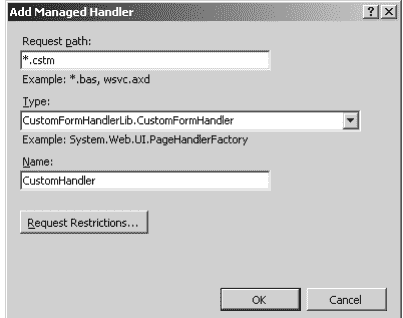 Add Managed Handler
Request path:
*.cstm
Example: *.bas, wsvc.axd
Type:
CustomFormHandlerLib.CustomFormHandler
Example: System.Web.UI.PageHandlerFactory
Name:
CustomHandler
Request Restrictions...
OK Cancel